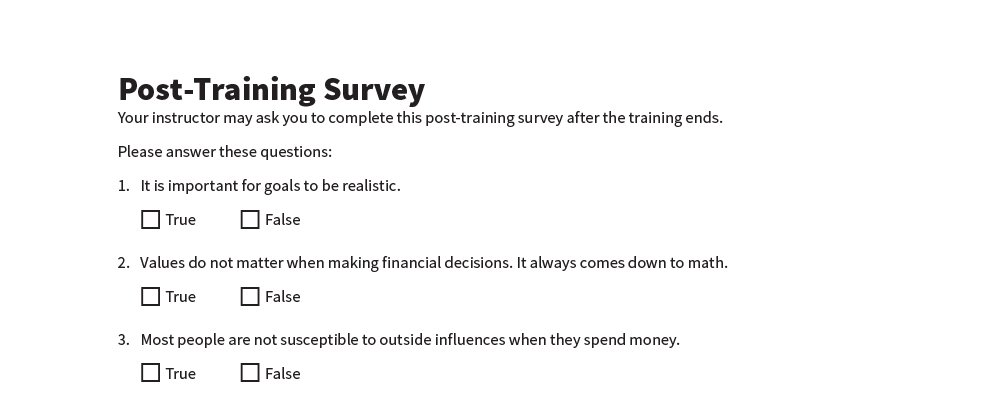 Post-Training Survey
Your instructor may ask you to complete this post-training survey after the training ends.
Please answer these questions:
1. It is important for goals to be realistic.
True False
2. Values do not matter when making financial decisions. It always comes down to math.
True False
3. Most people are not susceptible to outside influences when they spend money.
True False